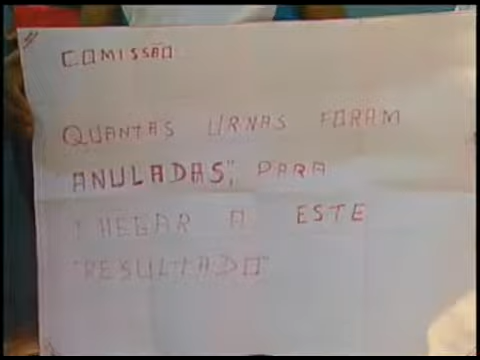 COMISSÃO
QUANTAS URNAS FORAM
ANULADAS", PARA
CHEGAR A ESTE
"RESULTADO"